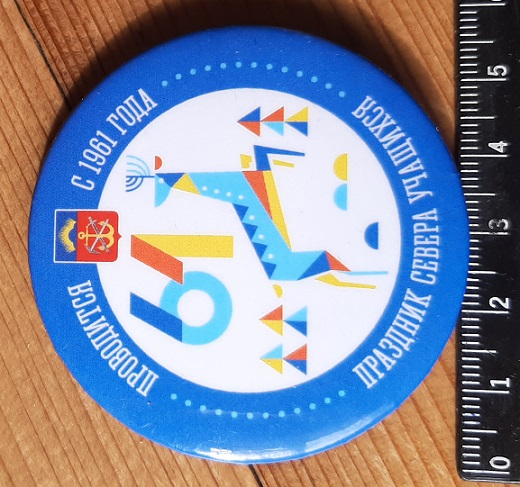 ПРАЗДНИК СЕВЕРА УЧАЩИХСЯ
61
ПРОВОДИТСЯ С 1961 ГОДА
0 1 2 3 4 5